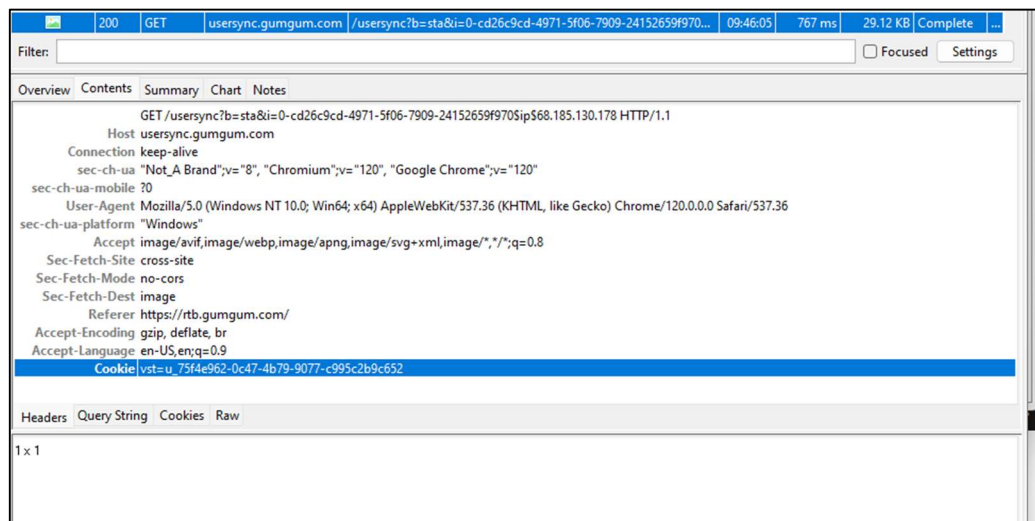 200 GET usersync.gumgum.com /usersync?b=sta&i=0-cd26c9cd-4971-5f06-7909-24152659f970... 09:46:05 767 ms 29.12 KB Complete ...
Filter: Focused Settings
Overview Contents Summary Chart Notes
GET /usersync?b=sta&i=0-cd26c9cd-4971-5f06-7909-24152659f970$ip$68.185.130.178 HTTP/1.1
Host usersync.gumgum.com
Connection keep-alive
sec-ch-ua "Not_A Brand";v="8", "Chromium";v="120", "Google Chrome";v="120"
sec-ch-ua-mobile ?0
User-Agent Mozilla/5.0 (Windows NT 10.0; Win64; x64) AppleWebKit/537.36 (KHTML, like Gecko) Chrome/120.0.0.0 Safari/537.36
sec-ch-ua-platform "Windows"
Accept image/avif,image/webp,image/apng,image/svg+xml,image/*,*/*;q=0.8
Sec-Fetch-Site cross-site
Sec-Fetch-Mode no-cors
Sec-Fetch-Dest image
Referer https://rtb.gumgum.com/
Accept-Encoding gzip, deflate, br
Accept-Language en-US,en;q=0.9
Cookie vst=u_75f4e962-0c47-4b79-9077-c995c2b9c652
Headers Query String Cookies Raw
1 x 1